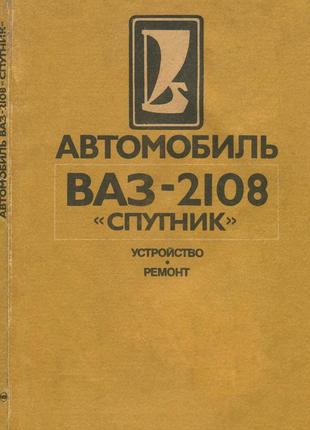 АВТОМОБИЛЬ
ВАЗ-2108
«СПУТНИК»
УСТРОЙСТВО
•
РЕМОНТ
АВТОМОБИЛЬ ВАЗ-2108 «СПУТНИК»